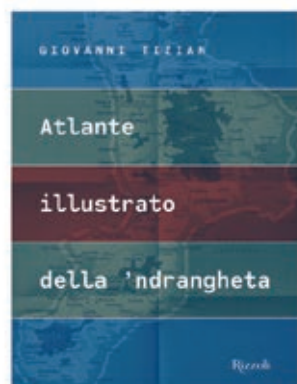 GIOVANNI TIZIAN
Atlante
illustrato
della 'ndrangheta
Rizzoli